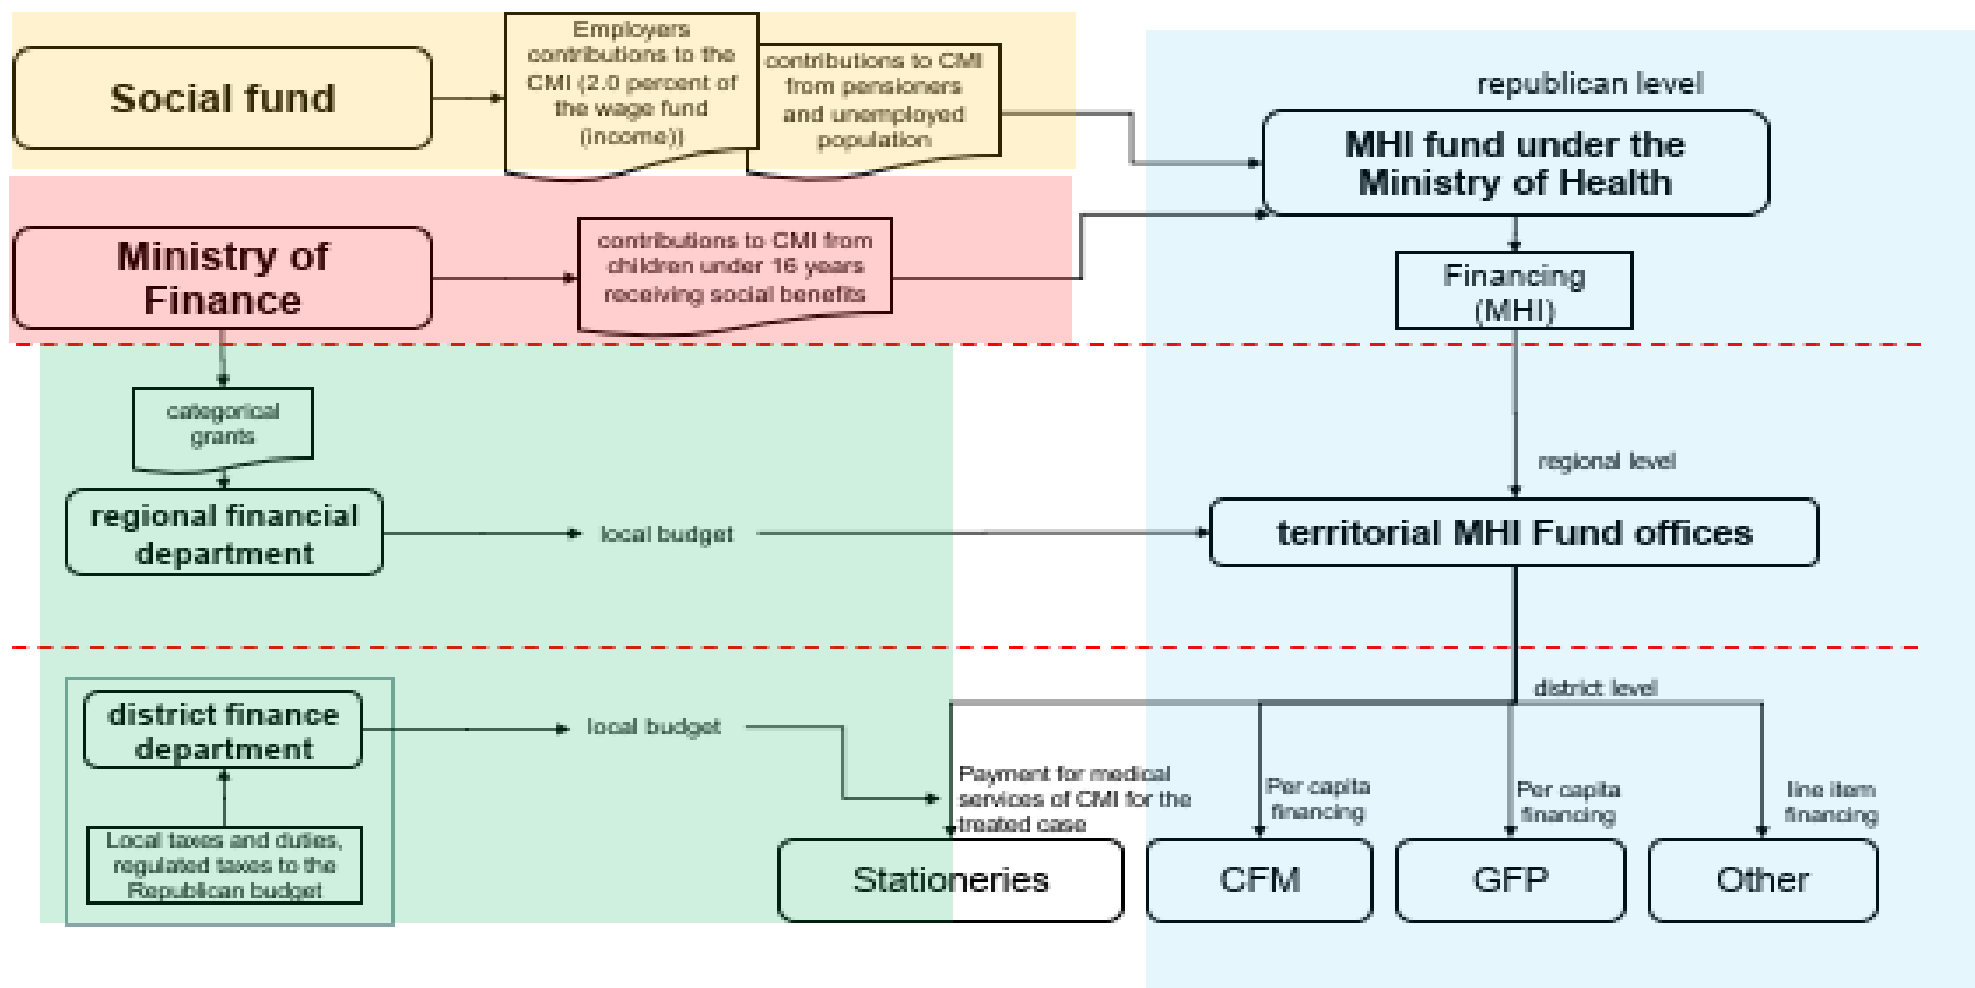 Social fund
Employers
contributions to the
CMI (2.0 percent of
the wage fund
(income))
contributions to CMI
from pensioners
and unemployed
population
republican level
MHI fund under the
Ministry of Health
Ministry of
Finance
contributions to CMI from
children under 16 years
receiving social benefits
Financing
(MHI)
categorical
grants
regional level
regional financial
department
local budget
territorial MHI Fund offices
district level
district finance
department
local budget
Payment for medical
services of CMI for the
treated case
Per capita
financing
Per capita
financing
line item
financing
Local taxes and duties,
regulated taxes to the
Republican budget
Stationeries
CFM
GFP
Other